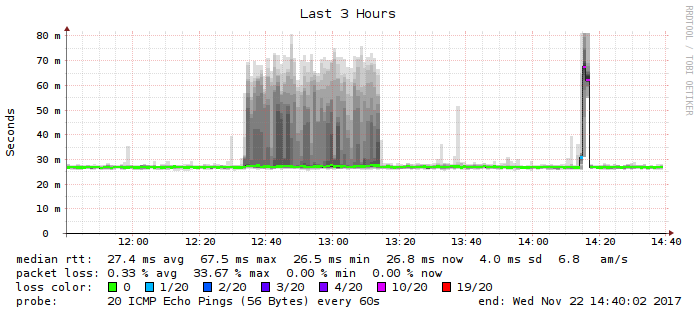 Last 3 Hours
RRDTOOL / TOBI OETIKER
Seconds
80 m
70 m
60 m
50 m
40 m
30 m
20 m
10 m
0
12:00 12:20 12:40 13:00 13:20 13:40 14:00 14:20 14:40
median rtt: 27.4 ms avg 67.5 ms max 26.5 ms min 26.8 ms now 4.0 ms sd 6.8 am/s
packet loss: 0.33 % avg 33.67 % max 0.00 % min 0.00 % now
loss color: 0 1/20 2/20 3/20 4/20 10/20 19/20
probe: 20 ICMP Echo Pings (56 Bytes) every 60s end: Wed Nov 22 14:40:02 2017